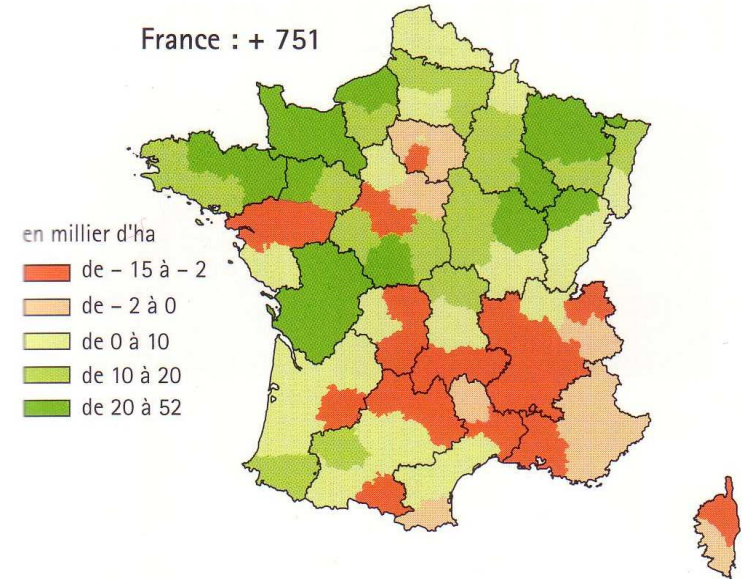 France : + 751
en millier d'ha
de – 15 à – 2
de – 2 à 0
de 0 à 10
de 10 à 20
de 20 à 52